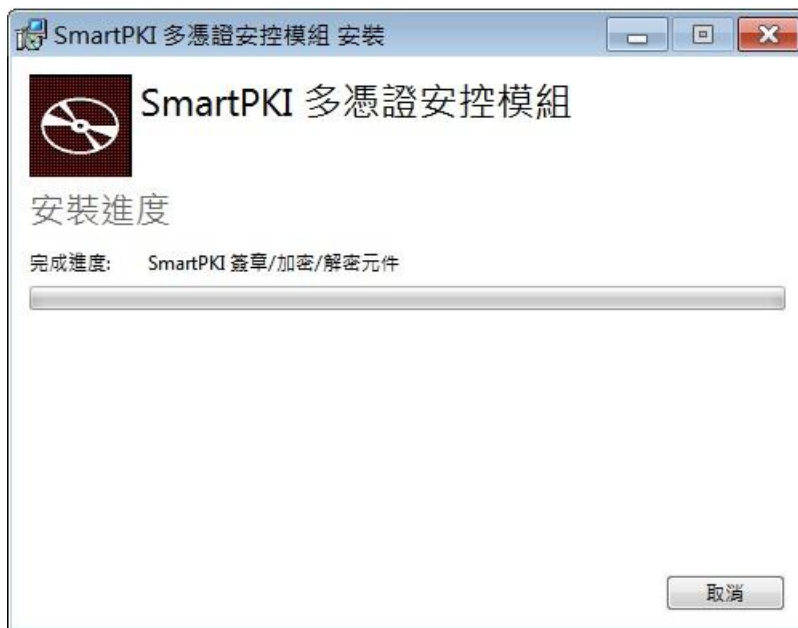 SmartPKI 多憑證安控模組 安裝
SmartPKI 多憑證安控模組
安裝進度
完成進度: SmartPKI 簽章/加密/解密元件
取消